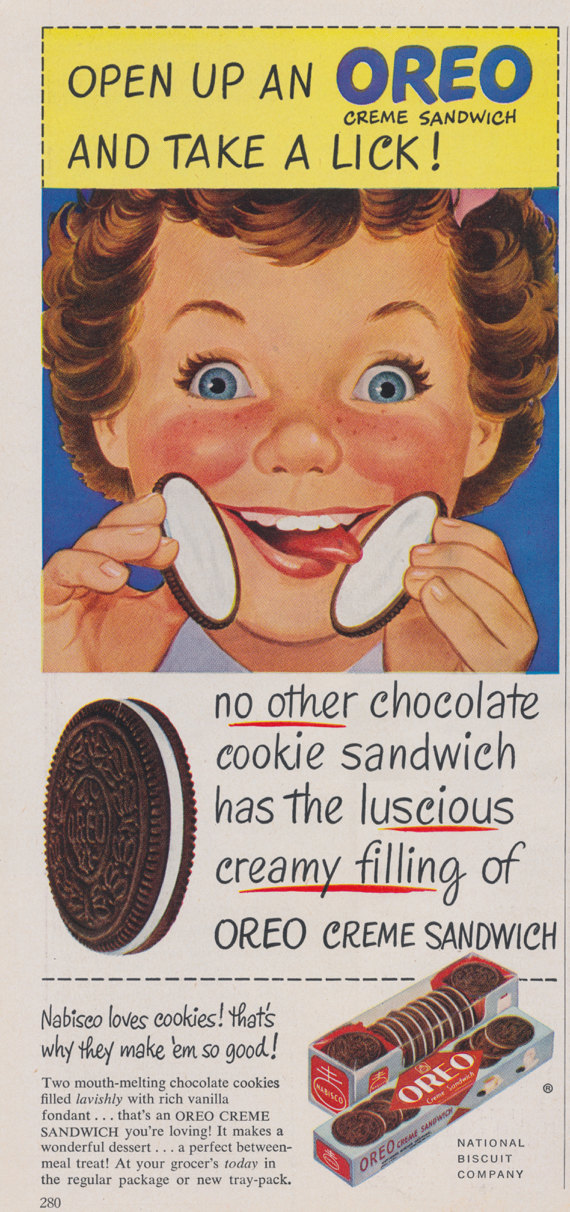 OPEN UP AN OREO
CREME SANDWICH
AND TAKE A LICK!
no other chocolate
cookie sandwich
has the luscious
creamy filling of
OREO CREME SANDWICH
OREO
Nabisco loves cookies! that's
why they make 'em so good!
Two mouth-melting chocolate cookies
filled lavishly with rich vanilla
fondant . . . that's an OREO CREME
SANDWICH you're loving! It makes a
wonderful dessert . . . a perfect between-
meal treat! At your grocer's today in
the regular package or new tray-pack.
NABISCO
OREO
Creme Sandwich
OREO CREME SANDWICH
®
NATIONAL
BISCUIT
COMPANY
280